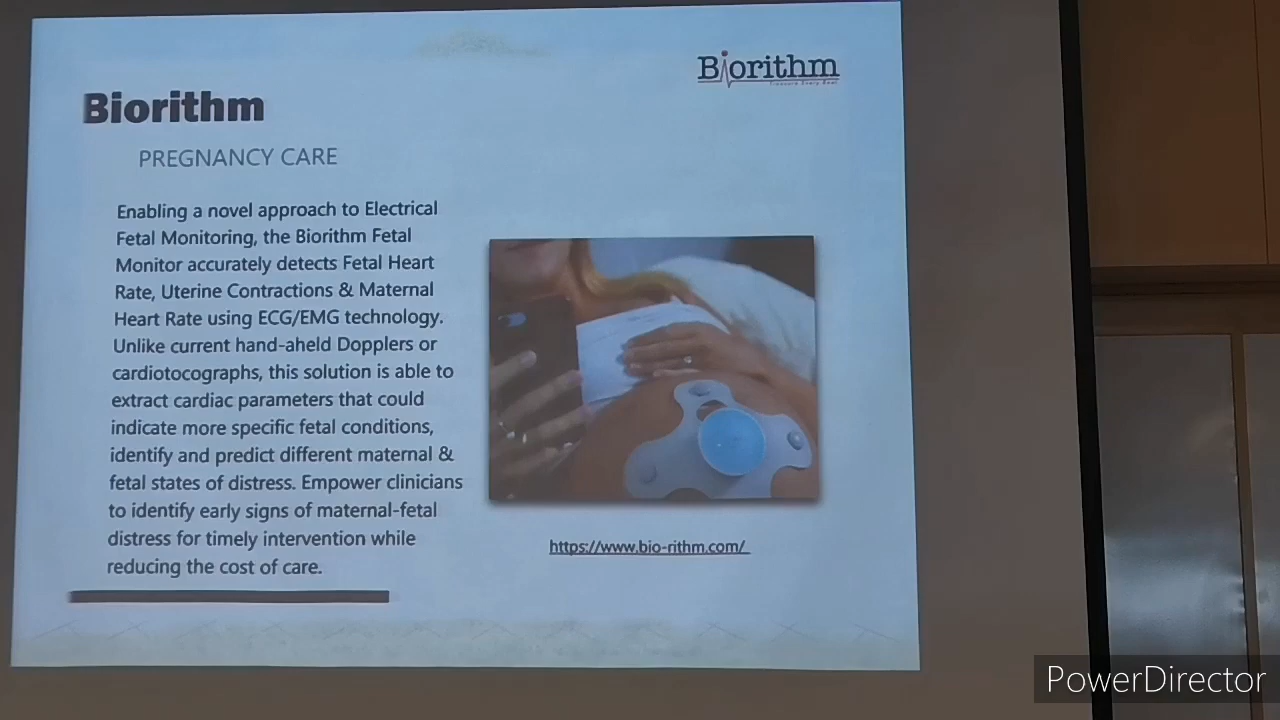 Biorithm
Treasure Every Beat
Biorithm
PREGNANCY CARE
Enabling a novel approach to Electrical
Fetal Monitoring, the Biorithm Fetal
Monitor accurately detects Fetal Heart
Rate, Uterine Contractions & Maternal
Heart Rate using ECG/EMG technology.
Unlike current hand-aheld Dopplers or
cardiotocographs, this solution is able to
extract cardiac parameters that could
indicate more specific fetal conditions,
identify and predict different maternal &
fetal states of distress. Empower clinicians
to identify early signs of maternal-fetal
distress for timely intervention while
reducing the cost of care.
https://www.bio-rithm.com/
PowerDirector